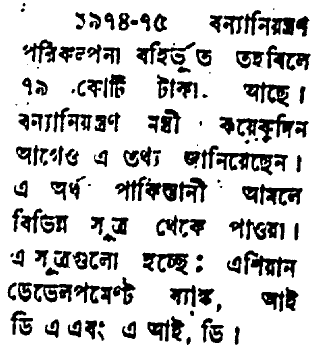 ১৯৭৪-৭৫ বন্যানিয়ন্ত্রণ
পরিকল্পনা বহির্ভূত তহবিলে
৭৯ কোটি টাকা আছে।
বন্যানিয়ন্ত্রণ মন্ত্রী কয়েকদিন
আগেও এ তথ্য জানিয়েছেন।
এ অর্থ পাকিস্তানী আমলে
বিভিন্ন সূত্র থেকে পাওয়া।
এ সূত্রগুলো হচ্ছে : এশিয়ান
ডেভেলপমেণ্ট ব্যাঙ্ক, আই
ডি এ এবং এ আই, ডি।